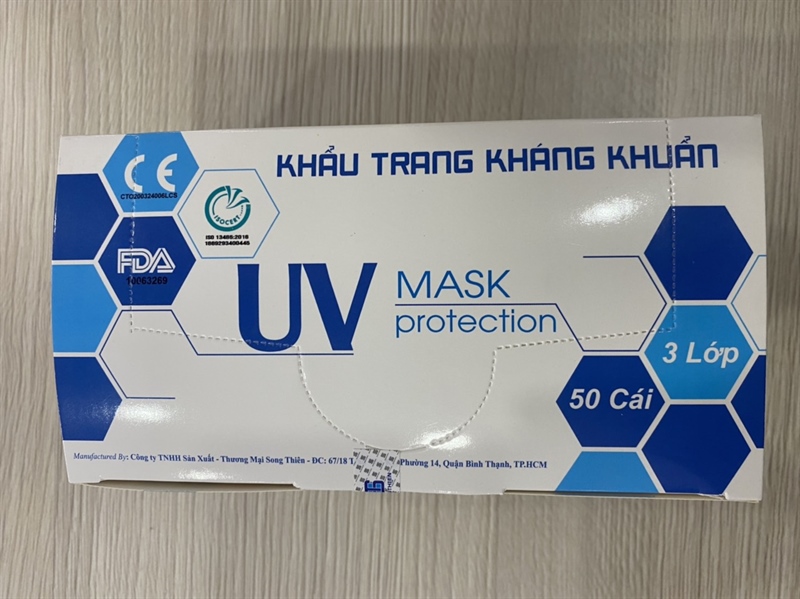 CE
CTO200324006LCS
KHẨU TRANG KHÁNG KHUẨN
ISOCERT
ISO 13485:2016
1889293400445
FDA
10063269
UV
MASK
protection
3 Lớp
50 Cái
Manufactured By: Công ty TNHH Sản Xuất - Thương Mại Song Thiên - ĐC: 67/18 Phường 14, Quận Bình Thạnh, TP.HCM